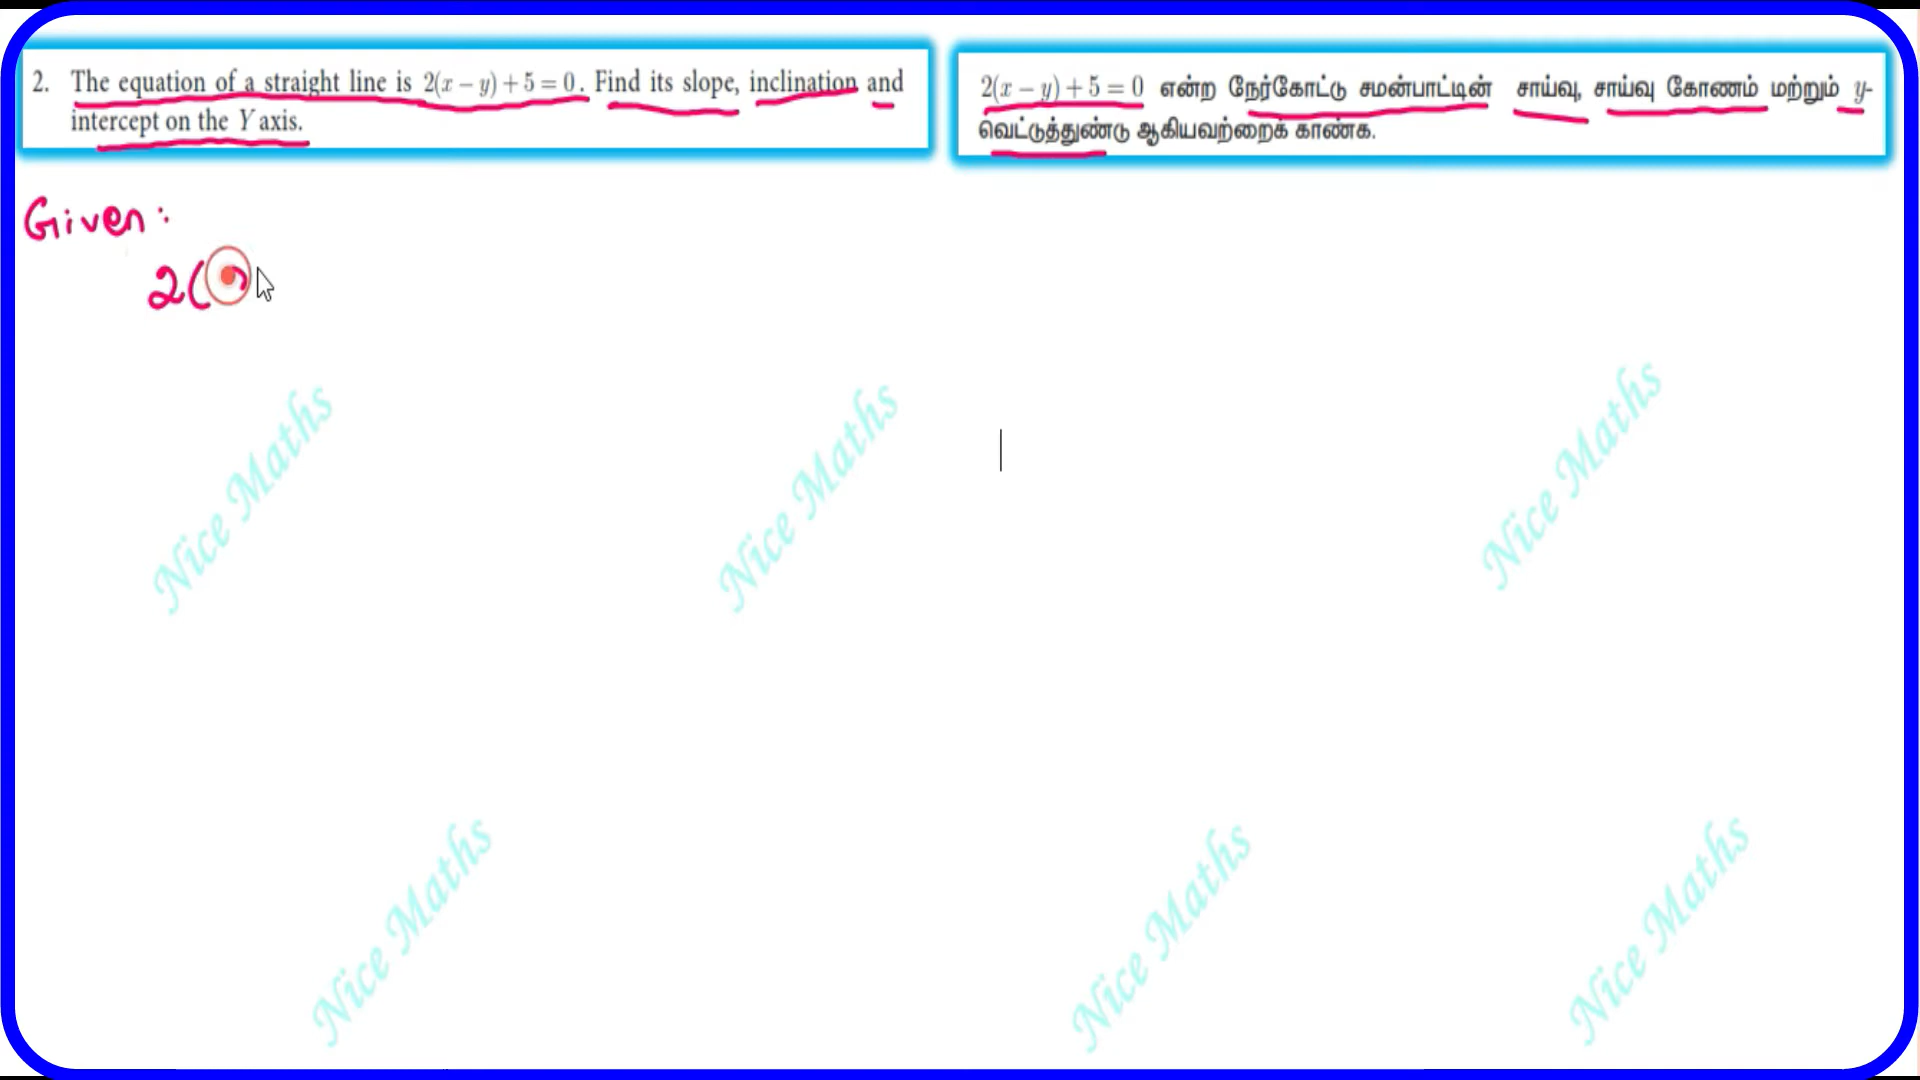 2. The equation of a straight line is 2(x − y) + 5 = 0. Find its slope, inclination and
intercept on the Y axis.
2(x − y) + 5 = 0 என்ற நேர்கோட்டு சமன்பாட்டின் சாய்வு, சாய்வு கோணம் மற்றும் y-
வெட்டுத்துண்டு ஆகியவற்றைக் காண்க.
Given:
2(
Nice Maths
Nice Maths
Nice Maths
Nice Maths
Nice Maths
Nice Maths